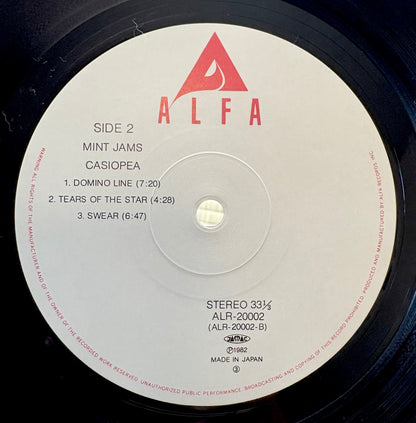 ALFA
SIDE 2
MINT JAMS
CASIOPEA
1. DOMINO LINE (7:20)
2. TEARS OF THE STAR (4:28)
3. SWEAR (6:47)
STEREO 33⅓
ALR-20002
(ALR-20002-B)
JASRAC
Ⓟ1982
MADE IN JAPAN
③
WARNING: ALL RIGHTS OF THE MANUFACTURER AND OF THE OWNER OF THE RECORDED WORK RESERVED. UNAUTHORIZED PUBLIC PERFORMANCE, BROADCASTING AND COPYING OF THIS RECORD PROHIBITED. PRODUCED AND MANUFACTURED BY ALFA RECORDS, INC.